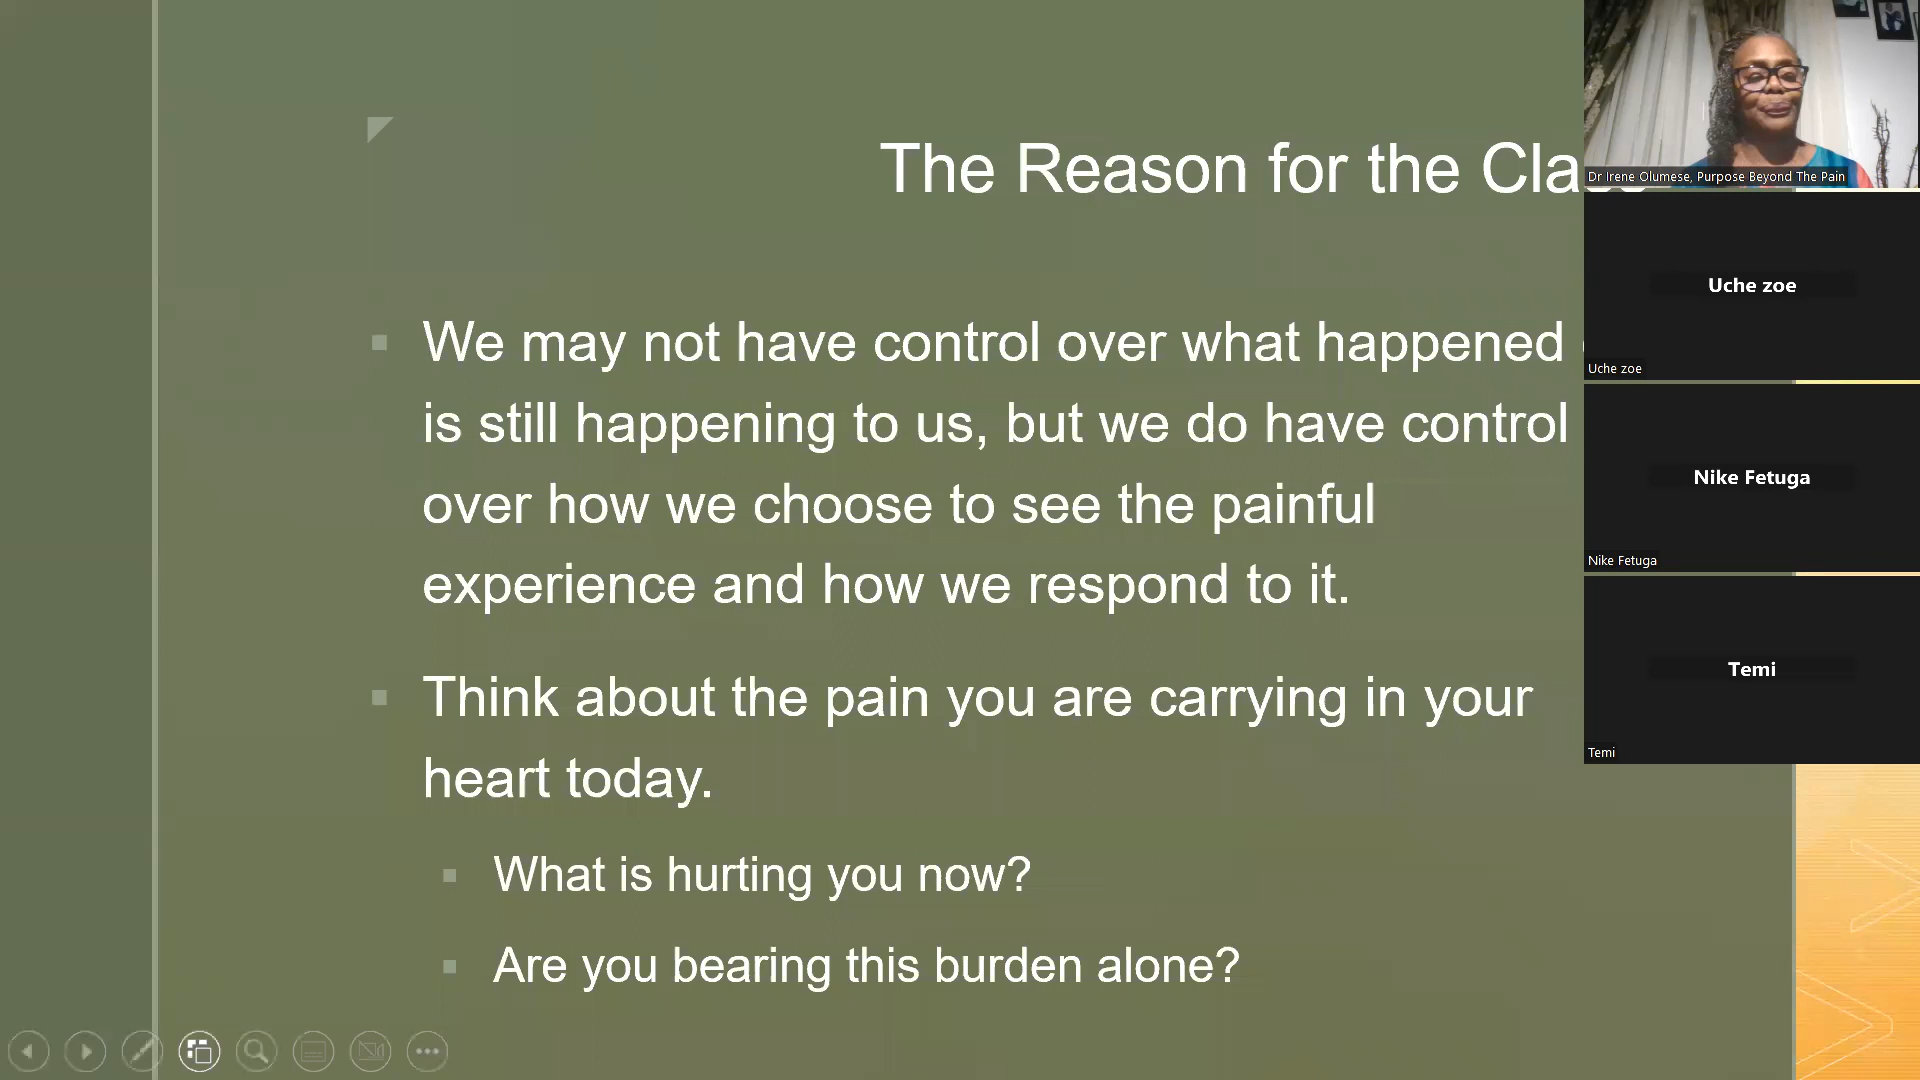 The Reason for the Cla
We may not have control over what happened
is still happening to us, but we do have control
over how we choose to see the painful
experience and how we respond to it.
Think about the pain you are carrying in your
heart today.
What is hurting you now?
Are you bearing this burden alone?
Dr Irene Olumese, Purpose Beyond The Pain
Uche zoe
Uche zoe
Nike Fetuga
Nike Fetuga
Temi
Temi